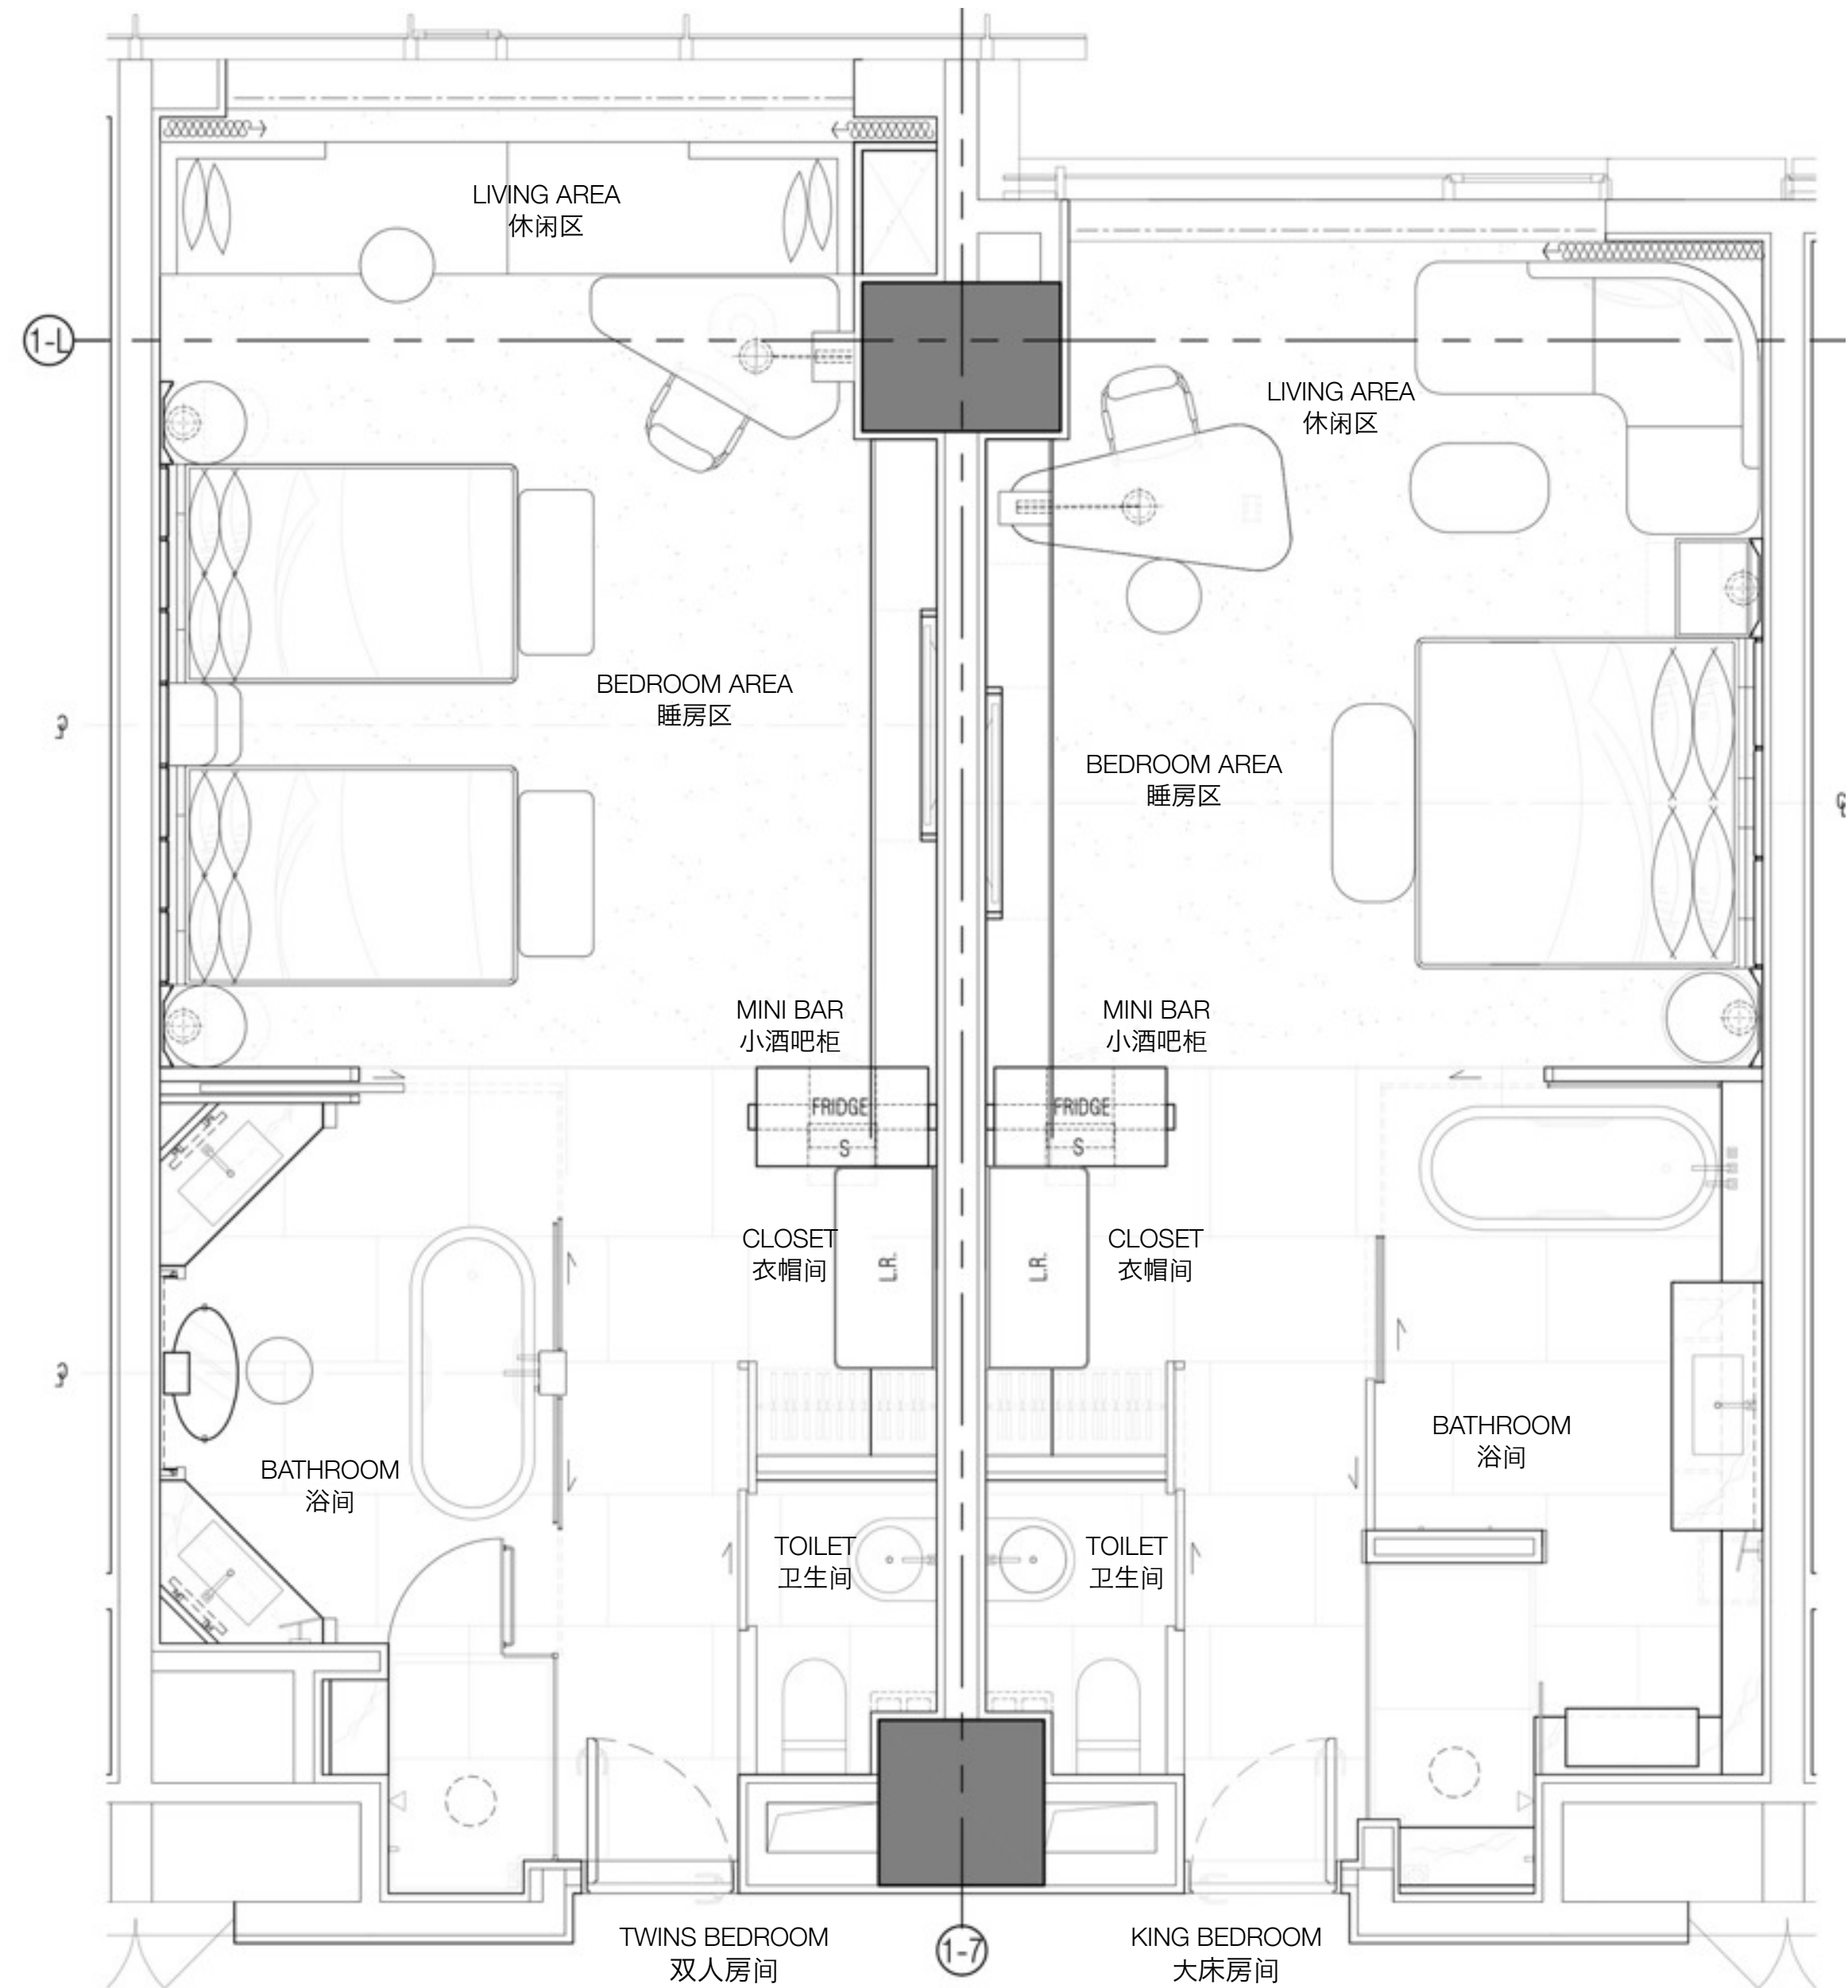 LIVING AREA
休闲区
1-L
LIVING AREA
休闲区
BEDROOM AREA
睡房区
BEDROOM AREA
睡房区
MINI BAR
小酒吧柜
MINI BAR
小酒吧柜
FRIDGE
S
FRIDGE
S
CLOSET
衣帽间
L.R.
L.R.
CLOSET
衣帽间
BATHROOM
浴间
BATHROOM
浴间
TOILET
卫生间
TOILET
卫生间
TWINS BEDROOM
双人房间
1-7
KING BEDROOM
大床房间